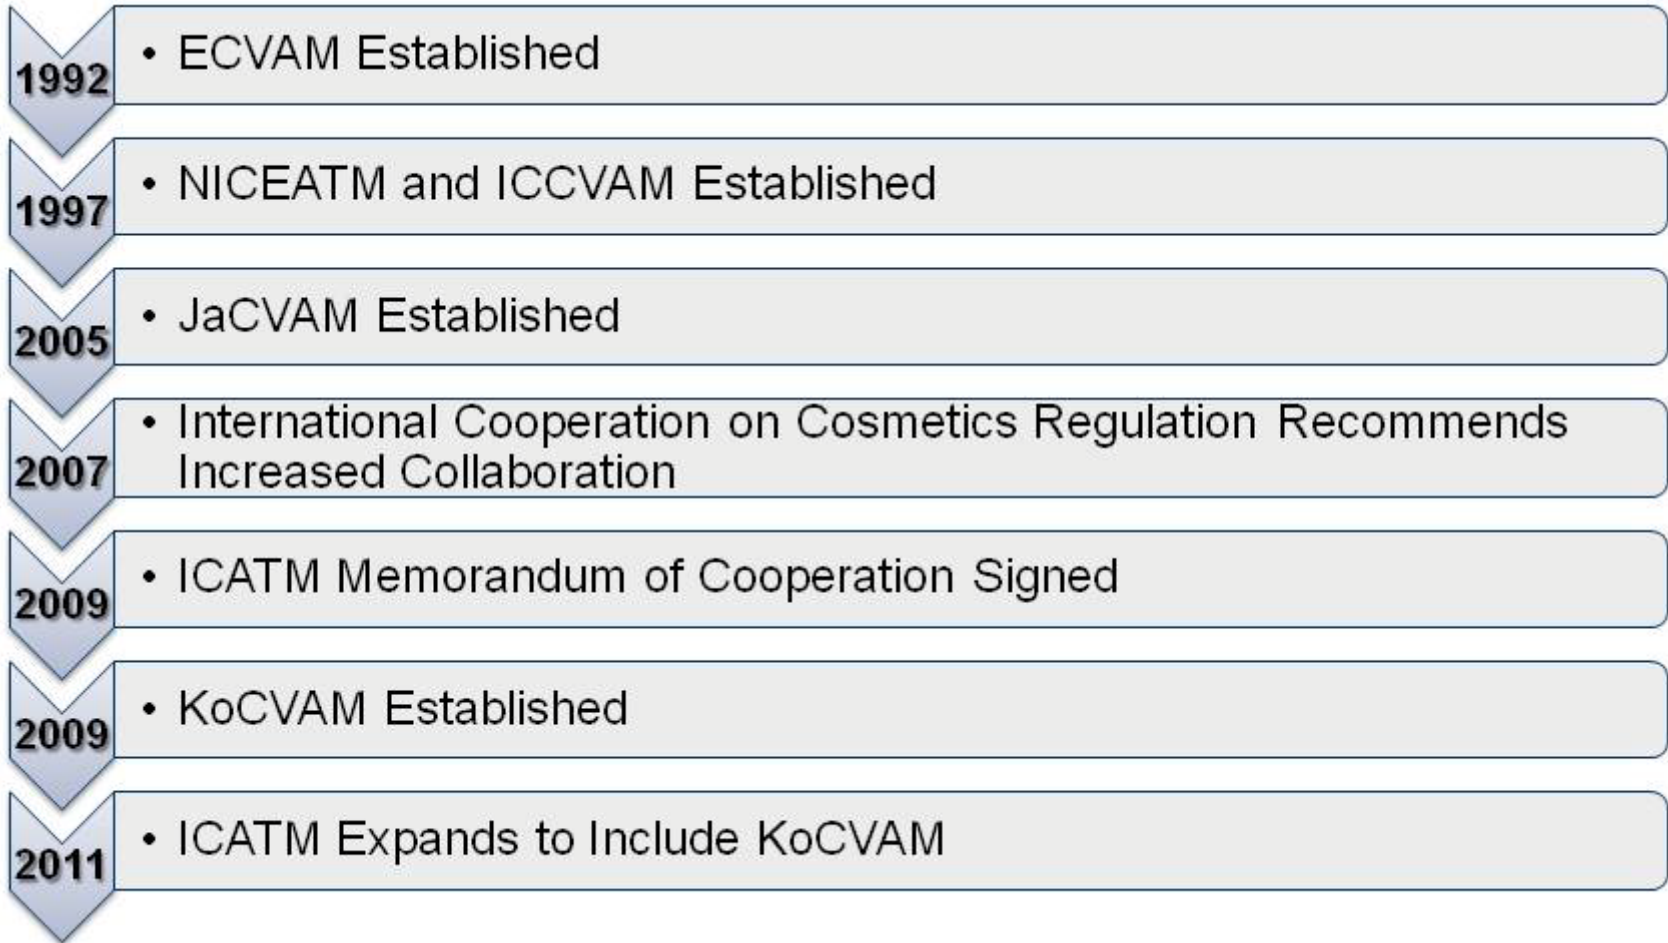 1992
• ECVAM Established
1997
• NICEATM and ICCVAM Established
2005
• JaCVAM Established
2007
• International Cooperation on Cosmetics Regulation Recommends
Increased Collaboration
2009
• ICATM Memorandum of Cooperation Signed
2009
• KoCVAM Established
2011
• ICATM Expands to Include KoCVAM